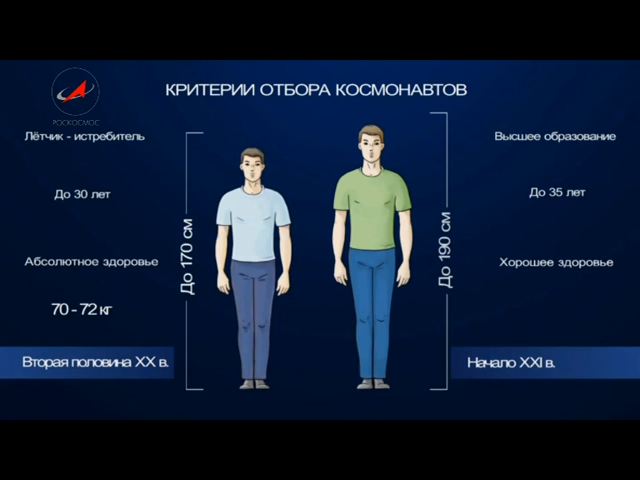 КРИТЕРИИ ОТБОРА КОСМОНАВТОВ
РОСКОСМОС
Лётчик - истребитель
До 30 лет
Абсолютное здоровье
70 - 72 кг
Вторая половина XX в.
До 170 см
До 190 см
Высшее образование
До 35 лет
Хорошее здоровье
Начало XXI в.